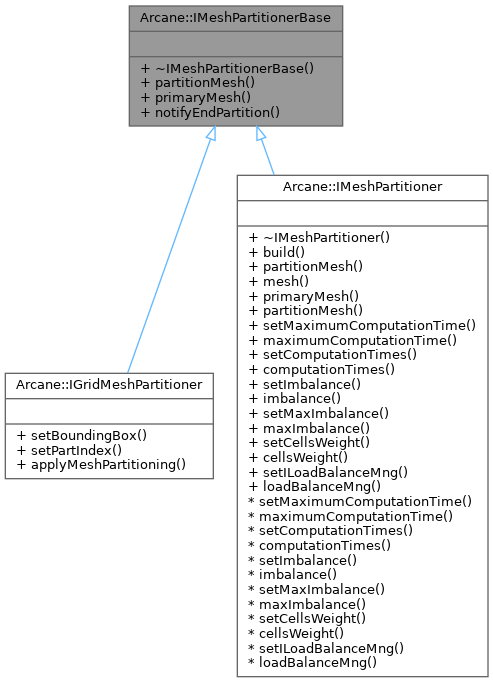 Arcane::IMeshPartitionerBase
+ ~IMeshPartitionerBase()
+ partitionMesh()
+ primaryMesh()
+ notifyEndPartition()
Arcane::IMeshPartitioner
+ ~IMeshPartitioner()
+ build()
+ partitionMesh()
+ mesh()
+ primaryMesh()
+ partitionMesh()
+ setMaximumComputationTime()
+ maximumComputationTime()
+ setComputationTimes()
+ computationTimes()
+ setImbalance()
+ imbalance()
+ setMaxImbalance()
+ maxImbalance()
+ setCellsWeight()
+ cellsWeight()
+ setILoadBalanceMng()
+ loadBalanceMng()
* setMaximumComputationTime()
* maximumComputationTime()
* setComputationTimes()
* computationTimes()
* setImbalance()
* imbalance()
* setMaxImbalance()
* maxImbalance()
* setCellsWeight()
* cellsWeight()
* setILoadBalanceMng()
* loadBalanceMng()
Arcane::IGridMeshPartitioner
+ setBoundingBox()
+ setPartIndex()
+ applyMeshPartitioning()